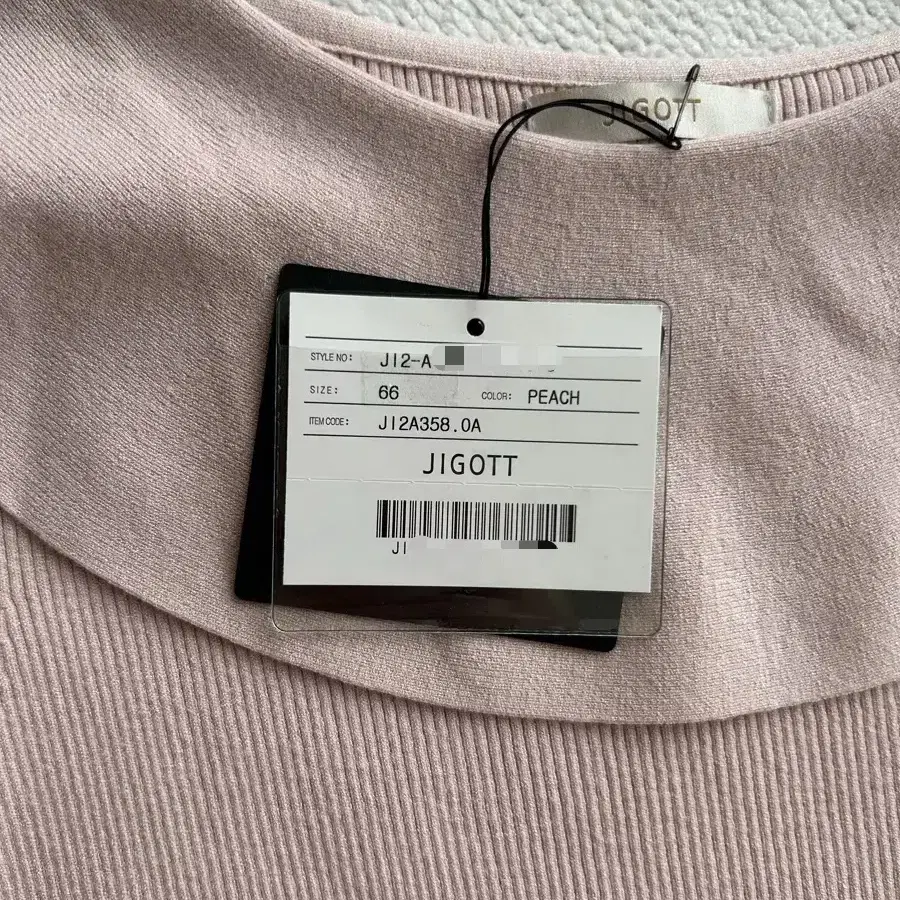 JIGOTT
STYLE NO: JI2-A
SIZE: 66 COLOR: PEACH
ITEM CODE: JI2A358.0A
JIGOTT
JI